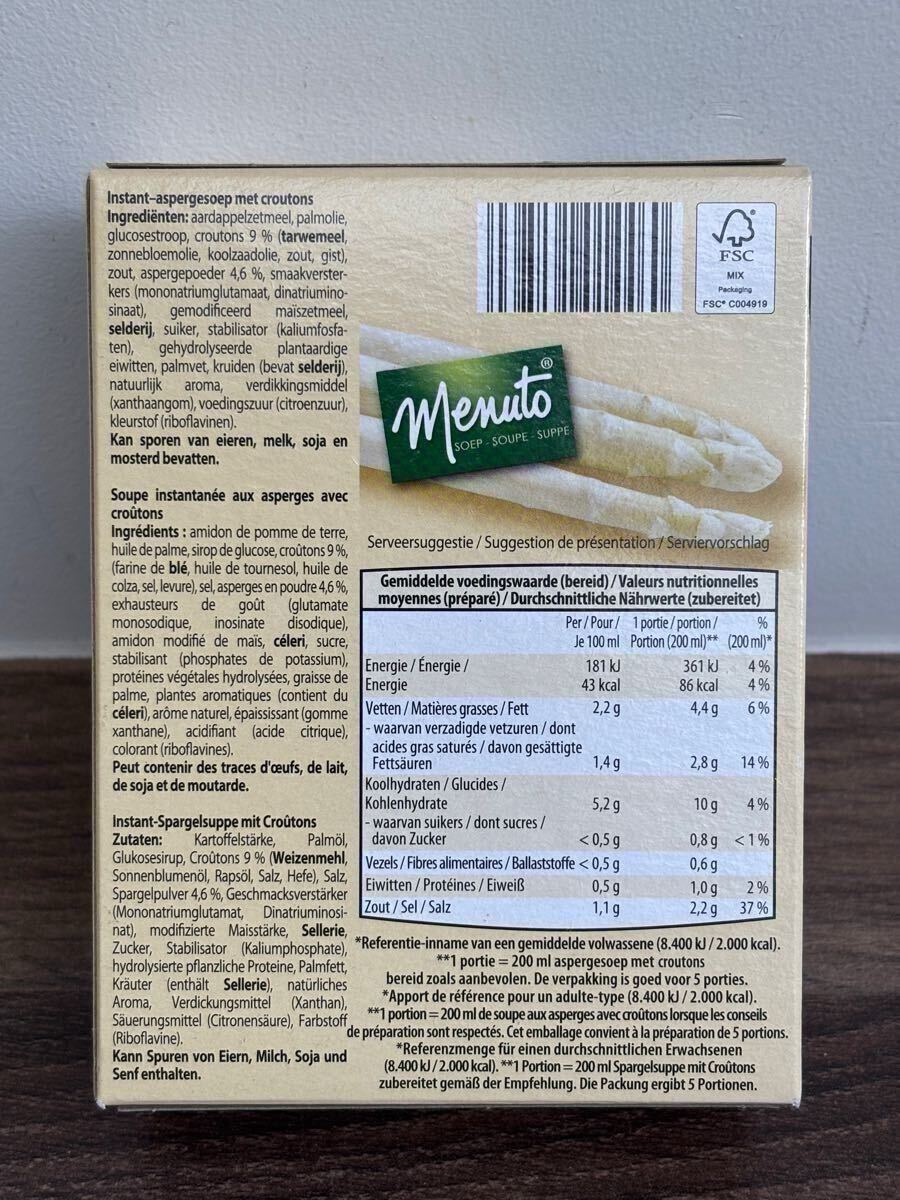 Instant–aspergesoep met croutons
Ingrediënten: aardappelzetmeel, palmolie,
glucosestroop, croutons 9 % (tarwemeel,
zonnebloemolie, koolzaadolie, zout, gist),
zout, aspergepoeder 4,6 %, smaakverster-
kers (mononatriumglutamaat, dinatriumino-
sinaat), gemodificeerd maïszetmeel,
selderij, suiker, stabilisator (kaliumfosfa-
ten), gehydrolyseerde plantaardige
eiwitten, palmvet, kruiden (bevat selderij),
natuurlijk aroma, verdikkingsmiddel
(xanthaangom), voedingszuur (citroenzuur),
kleurstof (riboflavinen).
Kan sporen van eieren, melk, soja en
mosterd bevatten.
Soupe instantanée aux asperges avec
croûtons
Ingrédients : amidon de pomme de terre,
huile de palme, sirop de glucose, croûtons 9 %,
(farine de blé, huile de tournesol, huile de
colza, sel, levure), sel, asperges en poudre 4,6 %,
exhausteurs de goût (glutamate
monosodique, inosinate disodique),
amidon modifié de maïs, céleri, sucre,
stabilisant (phosphates de potassium),
protéines végétales hydrolysées, graisse de
palme, plantes aromatiques (contient du
céleri), arôme naturel, épaississant (gomme
xanthane), acidifiant (acide citrique),
colorant (riboflavines).
Peut contenir des traces d'œufs, de lait,
de soja et de moutarde.
Instant-Spargelsuppe mit Croûtons
Zutaten: Kartoffelstärke, Palmöl,
Glukosesirup, Croûtons 9 % (Weizenmehl,
Sonnenblumenöl, Rapsöl, Salz, Hefe), Salz,
Spargelpulver 4,6 %, Geschmacksverstärker
(Mononatriumglutamat, Dinatriuminosi-
nat), modifizierte Maisstärke, Sellerie,
Zucker, Stabilisator (Kaliumphosphate),
hydrolysierte pflanzliche Proteine, Palmfett,
Kräuter (enthält Sellerie), natürliches
Aroma, Verdickungsmittel (Xanthan),
Säuerungsmittel (Citronensäure), Farbstoff
(Riboflavine).
Kann Spuren von Eiern, Milch, Soja und
Senf enthalten.
FSC
MIX
Packaging
FSC® C004919
Menuto®
SOEP - SOUPE - SUPPE
Serveersuggestie / Suggestion de présentation / Serviervorschlag
Gemiddelde voedingswaarde (bereid) / Valeurs nutritionnelles
moyennes (préparé) / Durchschnittliche Nährwerte (zubereitet)
Per / Pour / 1 portie / portion / %
Je 100 ml Portion (200 ml)** (200 ml)*
Energie / Énergie / 181 kJ 361 kJ 4 %
Energie 43 kcal 86 kcal 4 %
Vetten / Matières grasses / Fett 2,2 g 4,4 g 6 %
- waarvan verzadigde vetzuren / dont
acides gras saturés / davon gesättigte
Fettsäuren 1,4 g 2,8 g 14 %
Koolhydraten / Glucides /
Kohlenhydrate 5,2 g 10 g 4 %
- waarvan suikers / dont sucres /
davon Zucker < 0,5 g 0,8 g < 1 %
Vezels / Fibres alimentaires / Ballaststoffe < 0,5 g 0,6 g
Eiwitten / Protéines / Eiweiß 0,5 g 1,0 g 2 %
Zout / Sel / Salz 1,1 g 2,2 g 37 %
*Referentie-inname van een gemiddelde volwassene (8.400 kJ / 2.000 kcal).
**1 portie = 200 ml aspergesoep met croutons
bereid zoals aanbevolen. De verpakking is goed voor 5 porties.
*Apport de référence pour un adulte-type (8.400 kJ / 2.000 kcal).
**1 portion = 200 ml de soupe aux asperges avec croûtons lorsque les conseils
de préparation sont respectés. Cet emballage convient à la préparation de 5 portions.
*Referenzmenge für einen durchschnittlichen Erwachsenen
(8.400 kJ / 2.000 kcal). **1 Portion = 200 ml Spargelsuppe mit Croûtons
zubereitet gemäß der Empfehlung. Die Packung ergibt 5 Portionen.